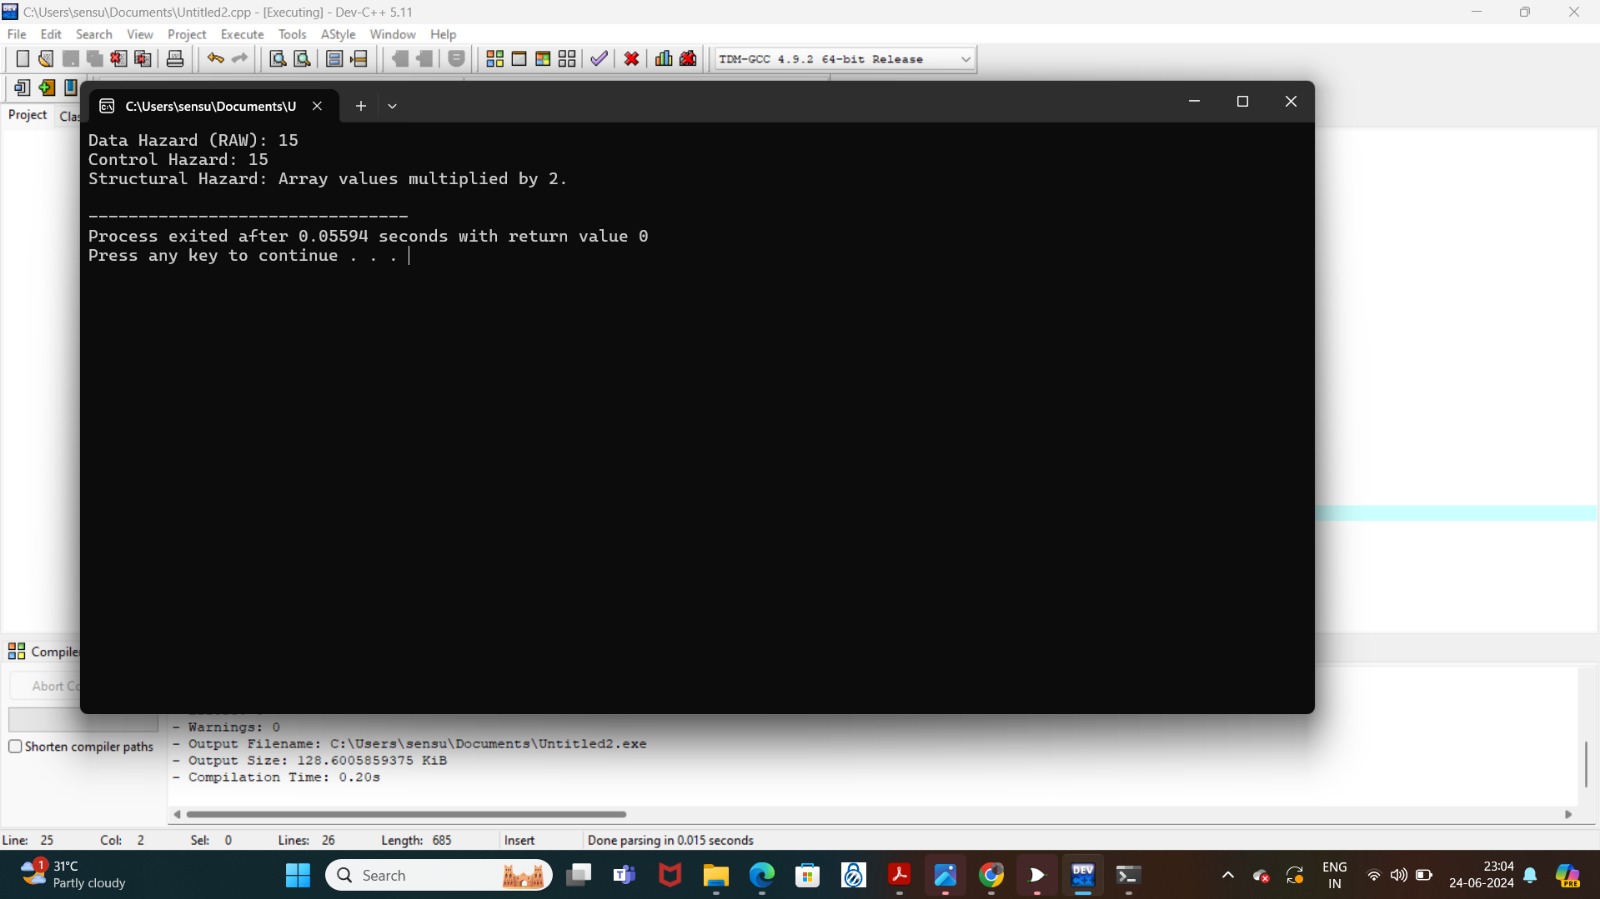 C:\Users\sensu\Documents\Untitled2.cpp - [Executing] - Dev-C++ 5.11
File Edit Search View Project Execute Tools AStyle Window Help
TDM-GCC 4.9.2 64-bit Release
C:\Users\sensu\Documents\U
Project Clas
Data Hazard (RAW): 15
Control Hazard: 15
Structural Hazard: Array values multiplied by 2.
--------------------------------
Process exited after 0.05594 seconds with return value 0
Press any key to continue . . .
Compiler
Abort Co
- Warnings: 0
Shorten compiler paths
- Output Filename: C:\Users\sensu\Documents\Untitled2.exe
- Output Size: 128.6005859375 KiB
- Compilation Time: 0.20s
Line: 25 Col: 2 Sel: 0 Lines: 26 Length: 685 Insert Done parsing in 0.015 seconds
1
31°C
Partly cloudy
Search
DEV
ENG
IN
23:04
24-06-2024
PRE